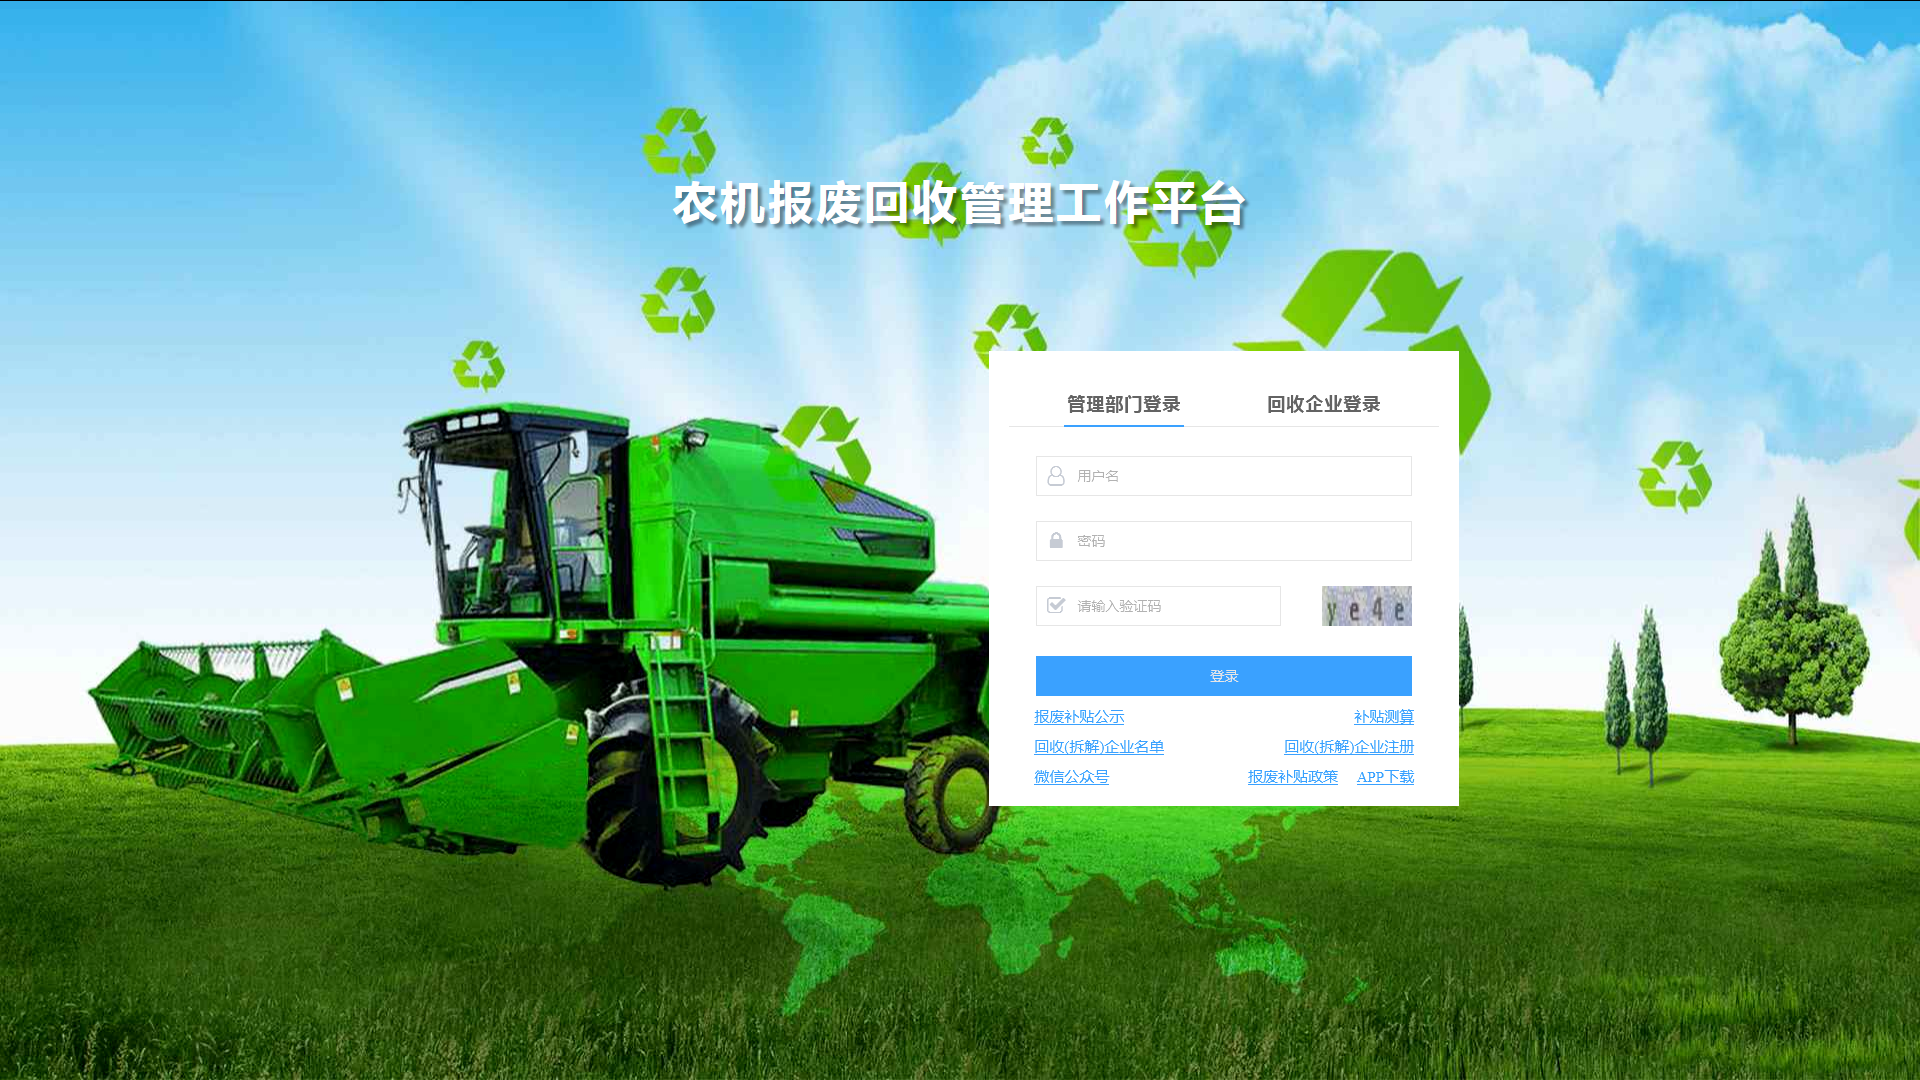 农机报废回收管理工作平台
管理部门登录 回收企业登录
用户名
密码
请输入验证码 ye4e
登录
报废补贴公示 补贴测算
回收(拆解)企业名单 回收(拆解)企业注册
微信公众号 报废补贴政策 APP下载